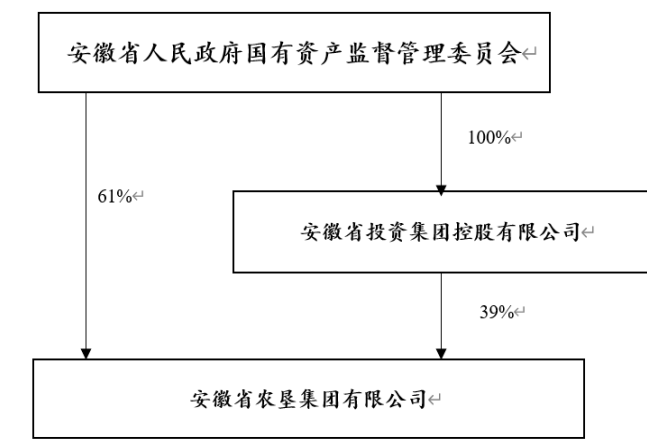 安徽省人民政府国有资产监督管理委员会
100%
61%
安徽省投资集团控股有限公司
39%
安徽省农垦集团有限公司